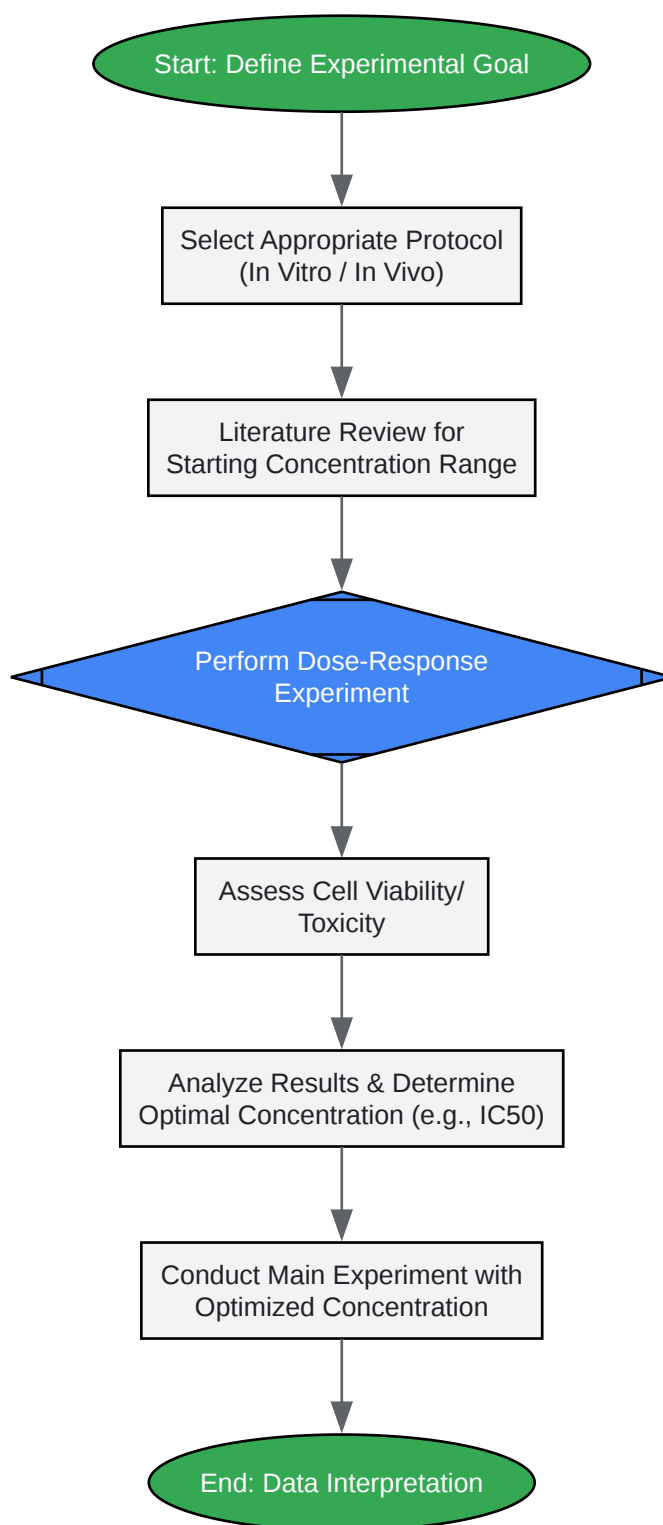 Start: Define Experimental Goal
Select Appropriate Protocol
(In Vitro / In Vivo)
Literature Review for
Starting Concentration Range
Perform Dose-Response
Experiment
Assess Cell Viability/
Toxicity
Analyze Results & Determine
Optimal Concentration (e.g., IC50)
Conduct Main Experiment with
Optimized Concentration
End: Data Interpretation